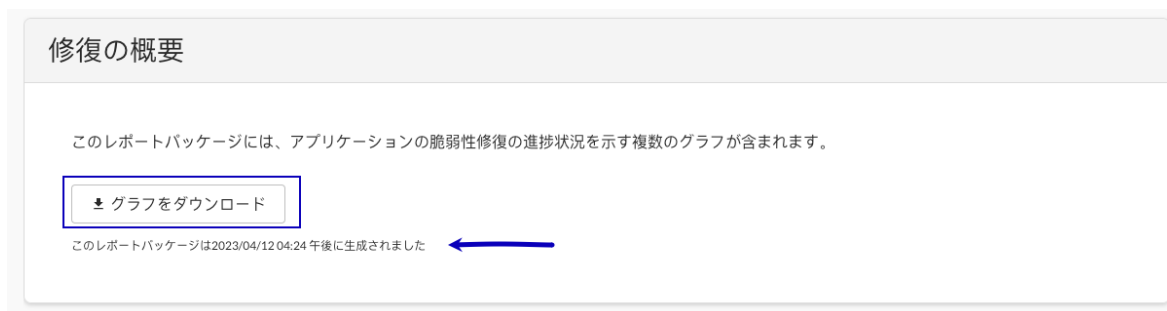 修復の概要
このレポートパッケージには、アプリケーションの脆弱性修復の進捗状況を示す複数のグラフが含まれます。
グラフをダウンロード
このレポートパッケージは2023/04/12 04:24 午後に生成されました